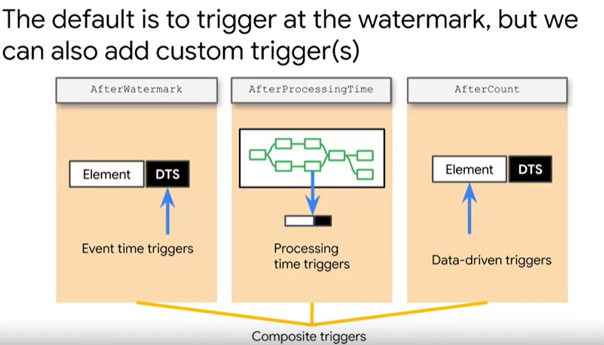 The default is to trigger at the watermark, but we
can also add custom trigger(s)
AfterWatermark
AfterProcessingTime
AfterCount
Element DTS
Event time triggers
Processing
time triggers
Element DTS
Data-driven triggers
Composite triggers